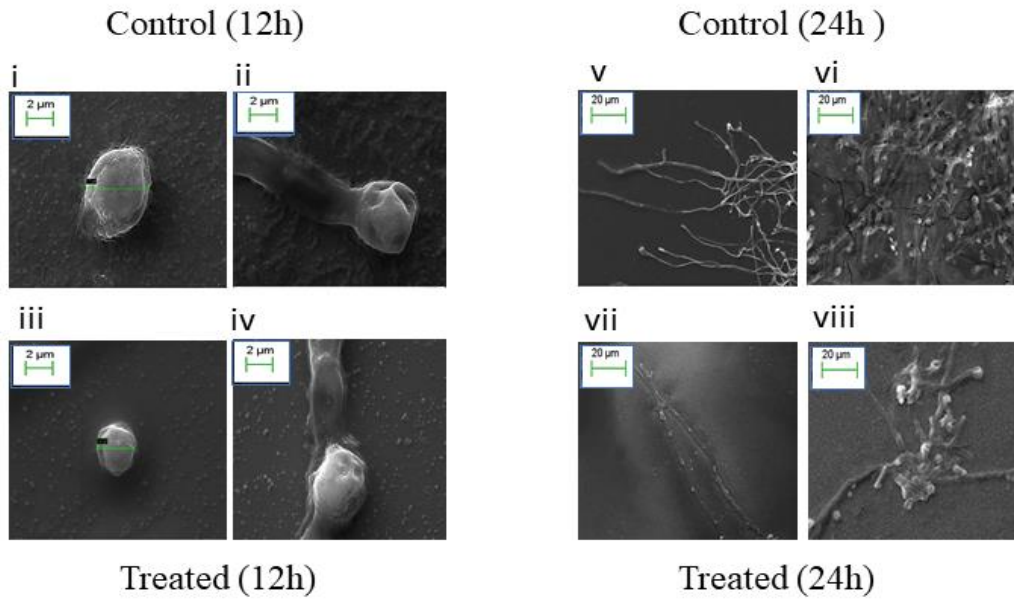 Control (12h)
Control (24h )
i
ii
v
vi
2 µm
2 µm
20 µm
20 µm
iii
iv
vii
viii
2 µm
2 µm
20 µm
20 µm
Treated (12h)
Treated (24h)